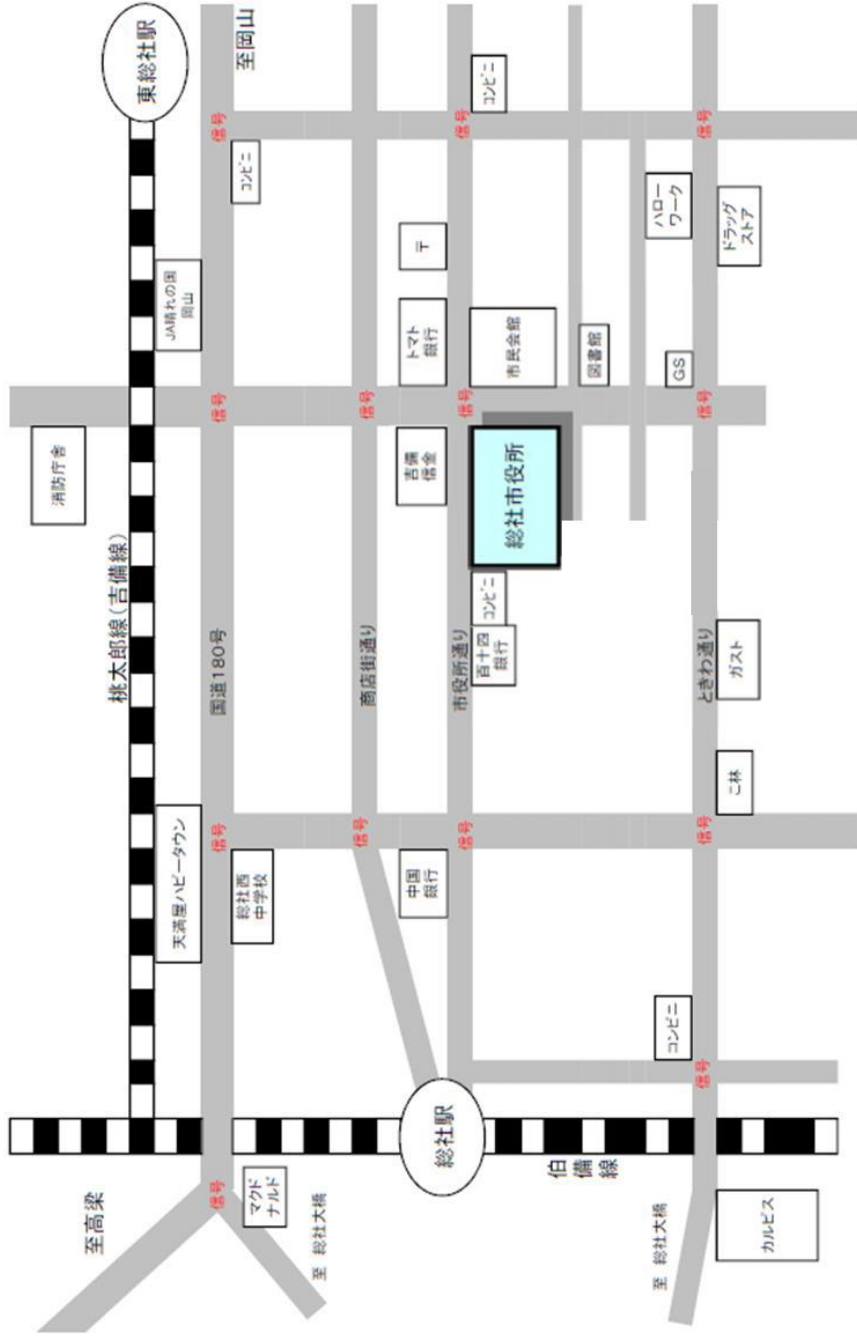 消防庁舎
至高梁
桃太郎線(吉備線)
東総社駅
天満屋ハピータウン
JA晴れの国
岡山
信号
信号
国道180号
信号
信号
至岡山
マクド
ナルド
総社西
中学校
コンビニ
至 総社大橋
信号
商店街通り
信号
中国
銀行
吉備
信金
トマト
銀行
〒
総社駅
信号
市役所通り
信号
信号
百十四
銀行
コンビニ
総社市役所
市民会館
コンビニ
伯
備
線
図書館
至 総社大橋
コンビニ
GS
ハロー
ワーク
信号
信号
ときわ通り
信号
信号
カルピス
こ林
ガスト
ドラッグ
ストア